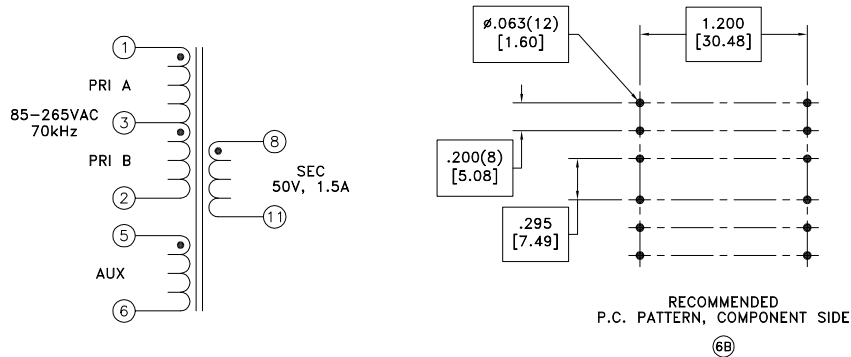 1
PRI A
85-265VAC
70kHz
3
PRI B
2
5
AUX
6
8
SEC
50V, 1.5A
11
ø.063(12)
[1.60]
1.200
[30.48]
.200(8)
[5.08]
.295
[7.49]
RECOMMENDED
P.C. PATTERN, COMPONENT SIDE
6B